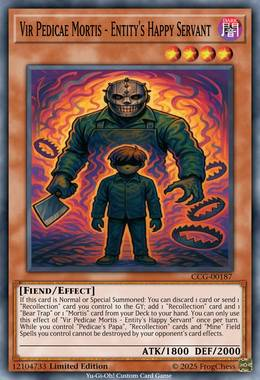 Vir Pedicae Mortis - Entity's Happy Servant
DARK
闇
CCG-00187
[Fiend/Effect]
If this card is Normal or Special Summoned: You can discard 1 card or send 1
"Recollection" card you control to the GY; add 1 "Recollection" card and 1
"Bear Trap" or 1 "Mortis" card from your Deck to your hand. You can only use
this effect of "Vir Pedicae Mortis - Entity's Happy Servant" once per turn.
While you control "Pedicae's Papa", "Recollection" cards and "Mine" Field
Spells you control cannot be destroyed by your opponent's card effects.
ATK/1800 DEF/2000
12104733 Limited Edition © 2025 FrogChess
Yu-Gi-Oh! Custom Card Game